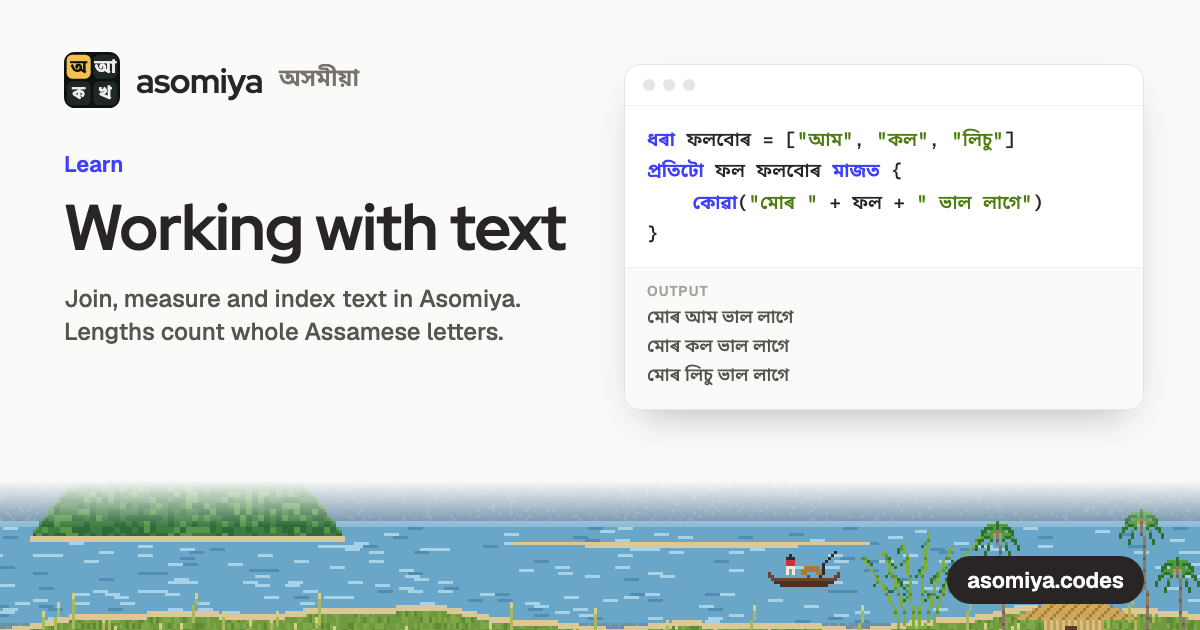 অ আ
ক খ
asomiya অসমীয়া
Learn
Working with text
Join, measure and index text in Asomiya.
Lengths count whole Assamese letters.
ধৰা ফলবোৰ = ["আম", "কল", "লিচু"]
প্ৰতিটো ফল ফলবোৰ মাজত {
    কোৱা("মোৰ " + ফল + " ভাল লাগে")
}
OUTPUT
মোৰ আম ভাল লাগে
মোৰ কল ভাল লাগে
মোৰ লিচু ভাল লাগে
asomiya.codes